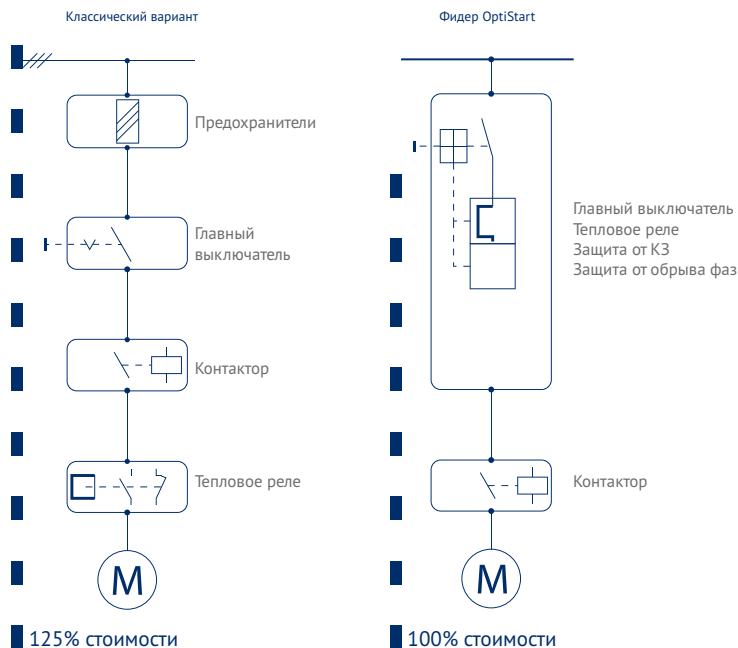 Классический вариант
Предохранители
Главный
выключатель
Контактор
Тепловое реле
M
125% стоимости
Фидер OptiStart
Главный выключатель
Тепловое реле
Защита от КЗ
Защита от обрыва фаз
Контактор
M
100% стоимости